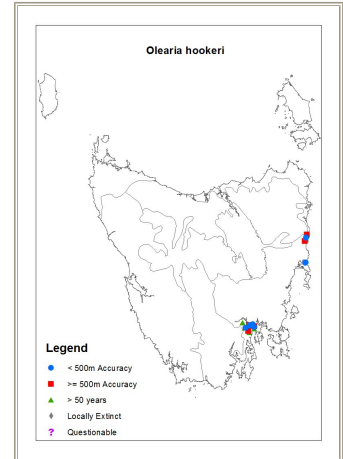 Olearia hookeri
Legend
< 500m Accuracy
>= 500m Accuracy
> 50 years
Locally Extinct
? Questionable